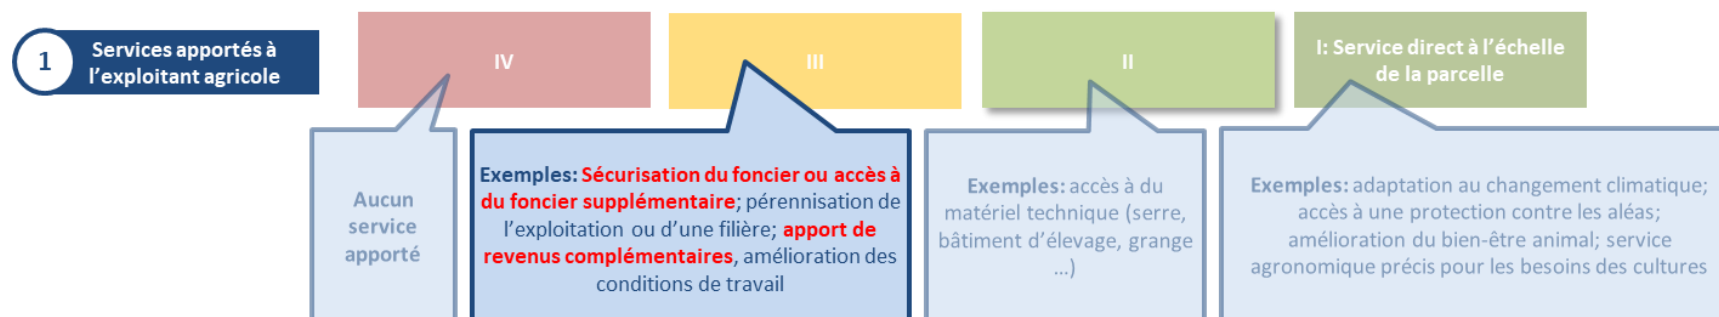 1
Services apportés à
l’exploitant agricole
IV
III
II
I: Service direct à l’échelle
de la parcelle
Aucun
service
apporté
Exemples: Sécurisation du foncier ou accès à
du foncier supplémentaire; pérennisation de
l’exploitation ou d’une filière; apport de
revenus complémentaires, amélioration des
conditions de travail
Exemples: accès à du
matériel technique (serre,
bâtiment d’élevage, grange
…)
Exemples: adaptation au changement climatique;
accès à une protection contre les aléas;
amélioration du bien-être animal; service
agronomique précis pour les besoins des cultures